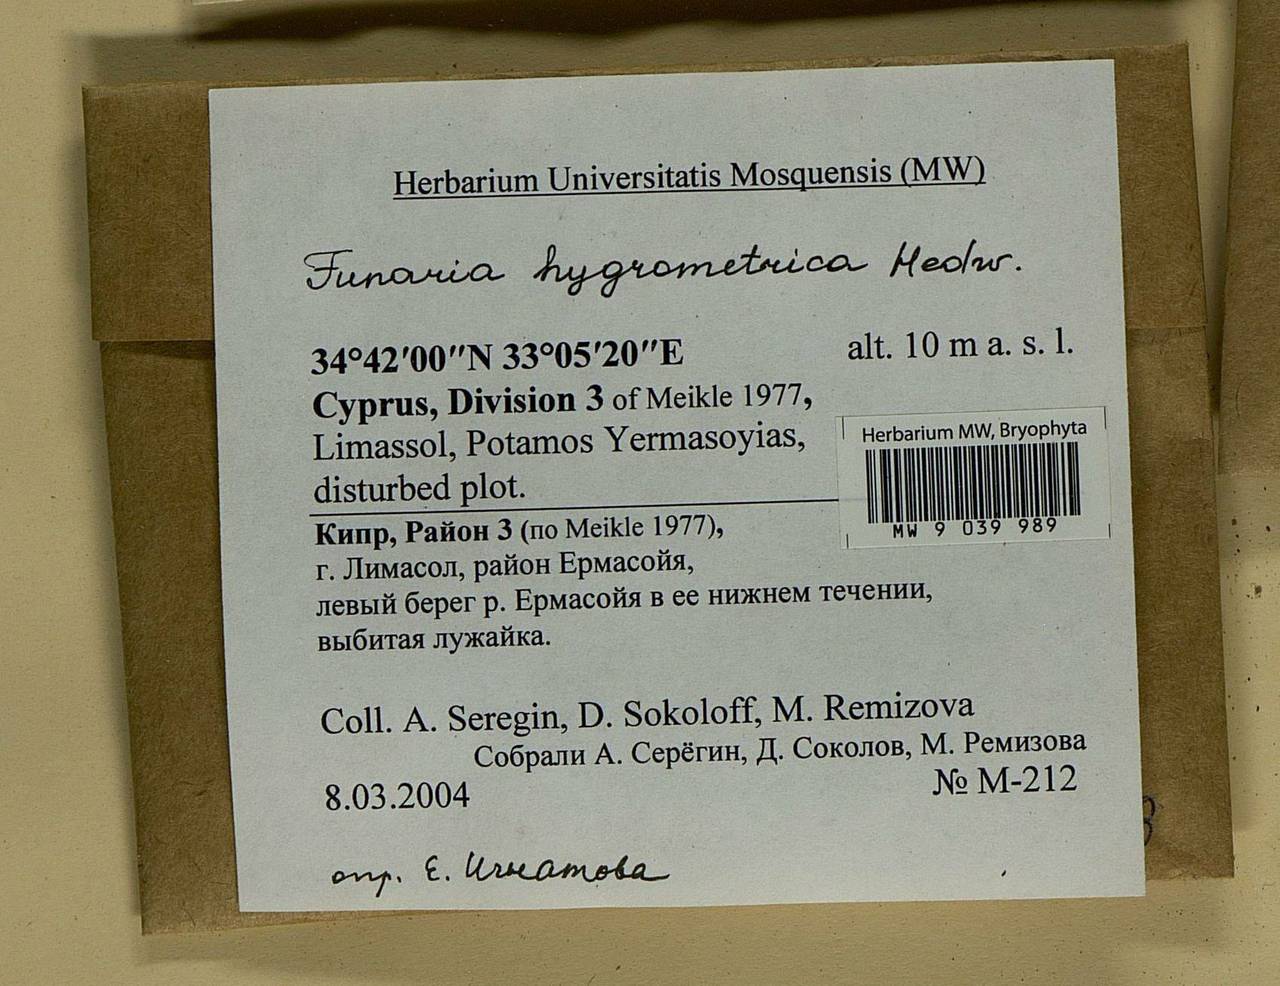 Herbarium Universitatis Mosquensis (MW)
Funaria hygrometrica Hedw.
34°42′00″N 33°05′20″E alt. 10 m a. s. l.
Cyprus, Division 3 of Meikle 1977,
Limassol, Potamos Yermasoyias,
disturbed plot.
Herbarium MW, Bryophyta
MW 9 039 989
Кипр, Район 3 (по Meikle 1977),
г. Лимасол, район Ермасойя,
левый берег р. Ермасойя в ее нижнем течении,
выбитая лужайка.
Coll. A. Seregin, D. Sokoloff, M. Remizova
Собрали А. Серёгин, Д. Соколов, М. Ремизова
8.03.2004 № М-212
опр. Е. Игнатова